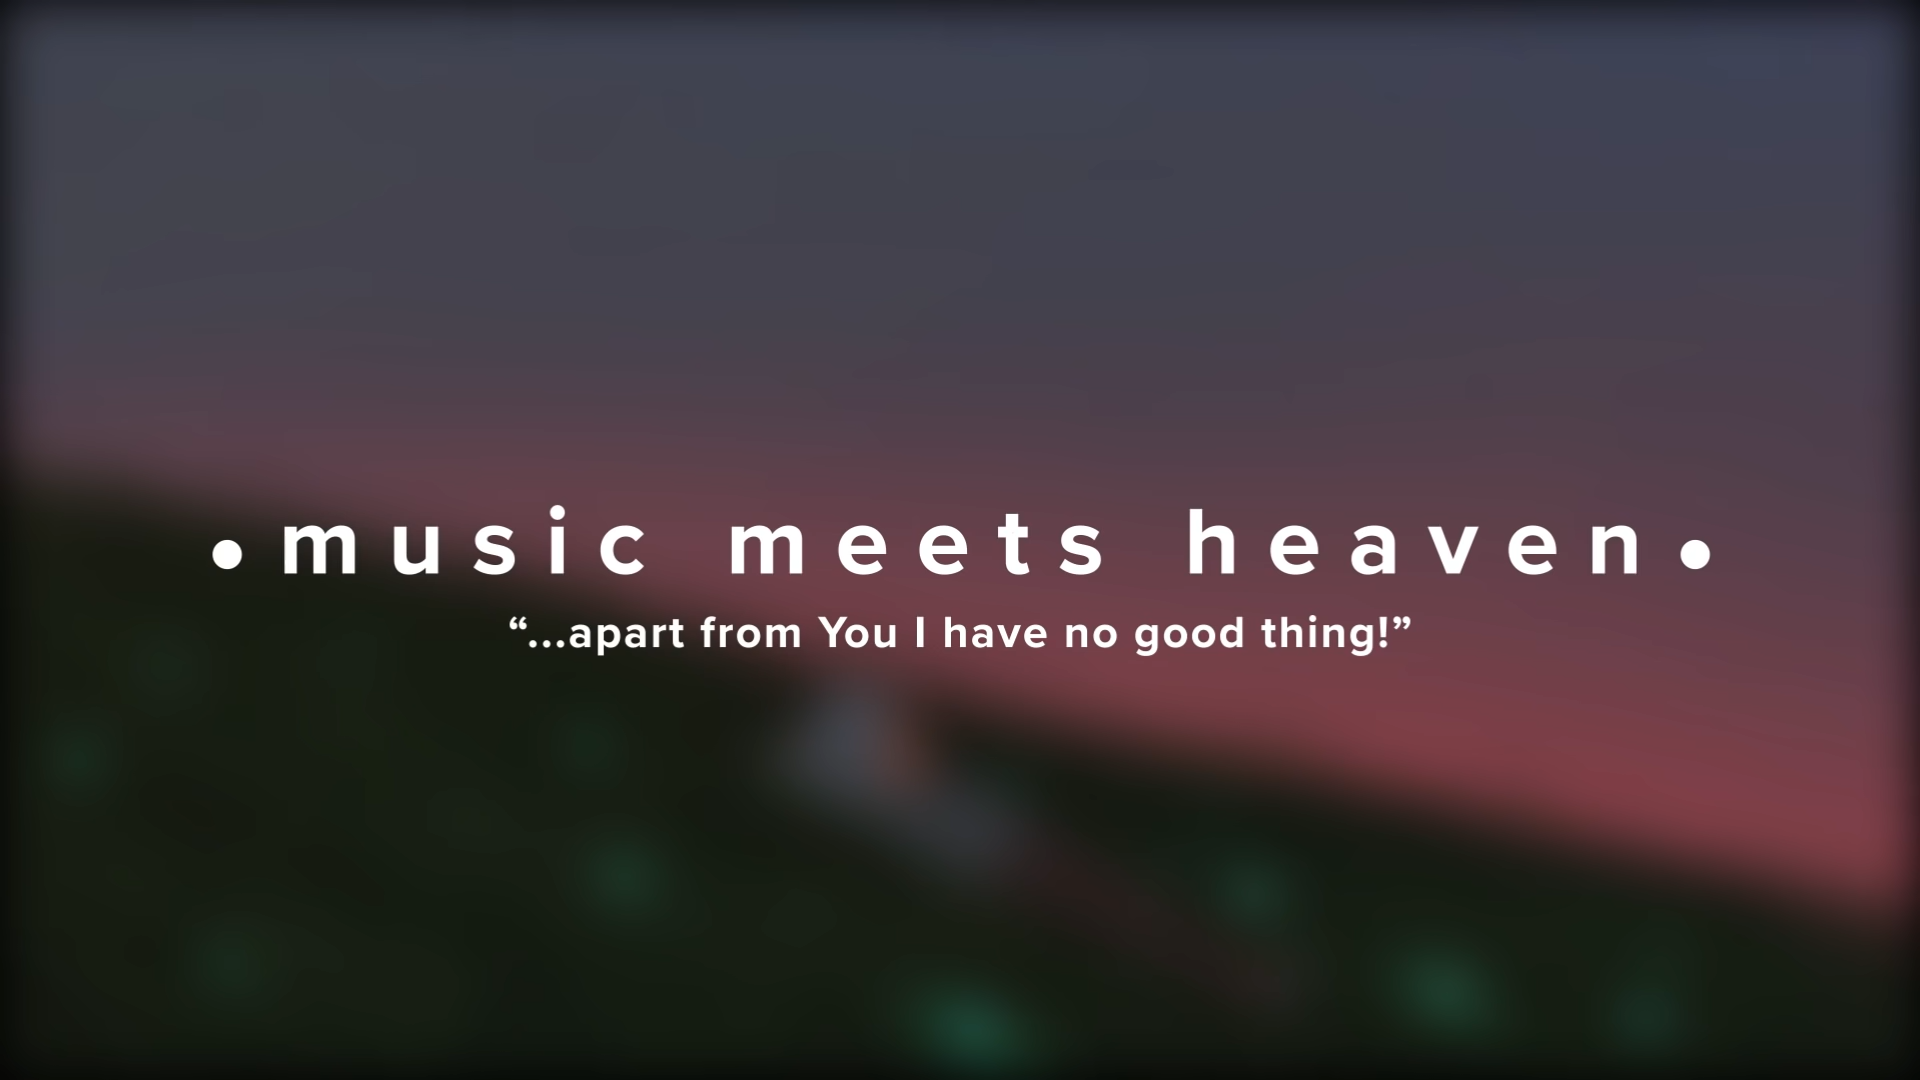 • music meets heaven •
“...apart from You I have no good thing!”